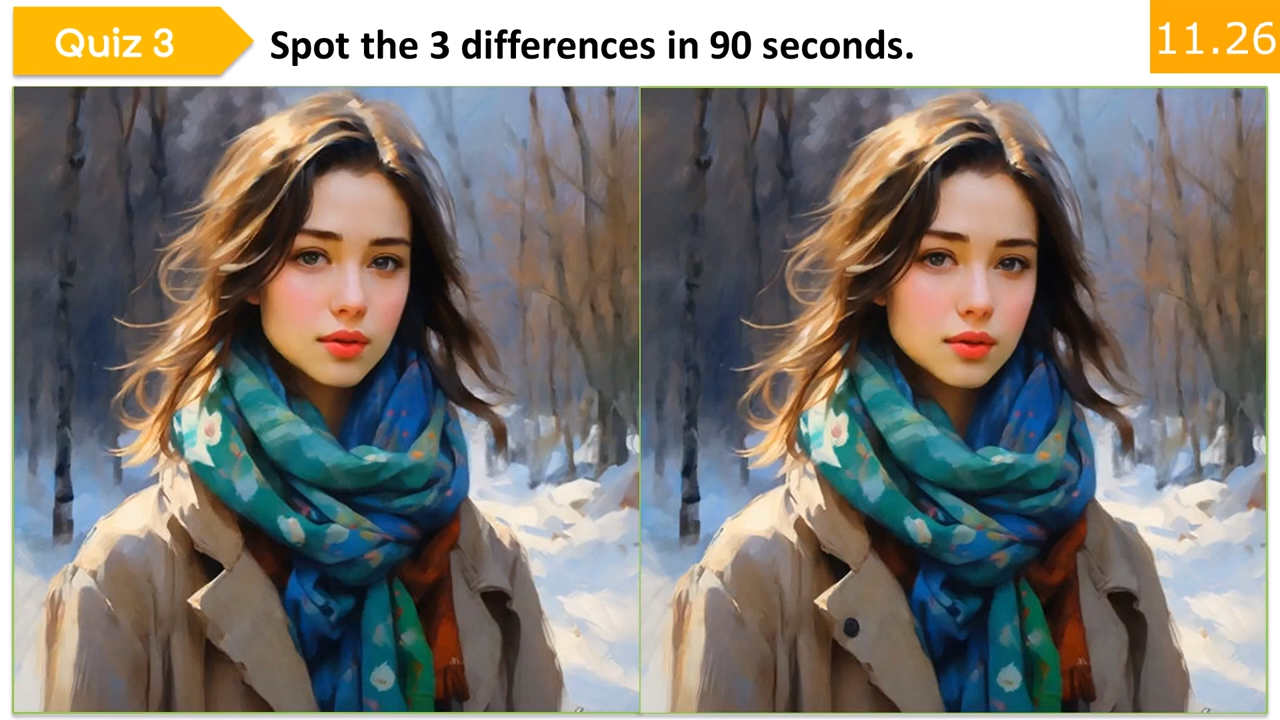 Quiz 3
Spot the 3 differences in 90 seconds.
11.26